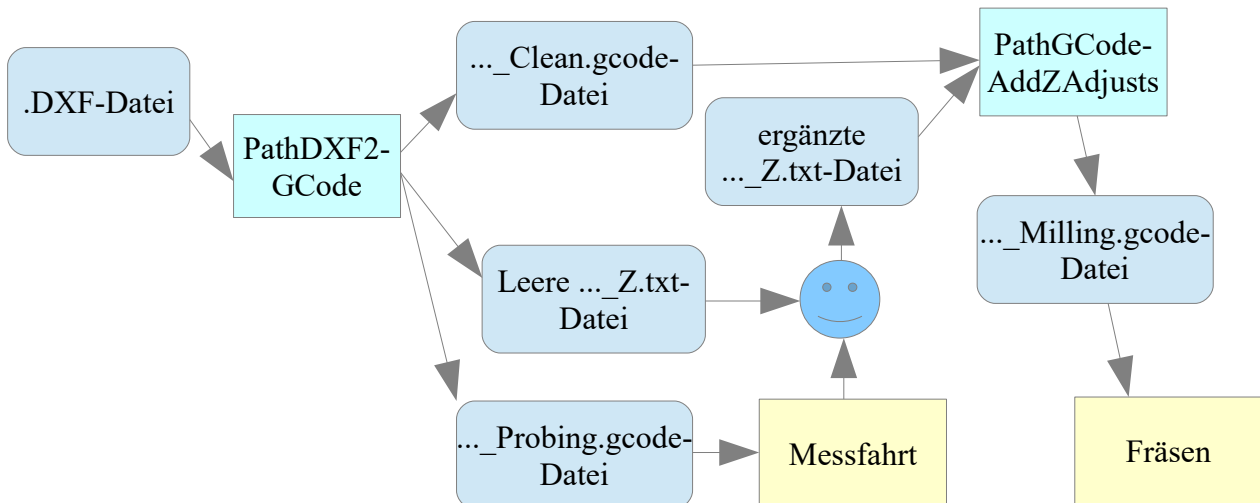 .DXF-Datei
PathDXF2-
GCode
..._Clean.gcode-
Datei
Leere ..._Z.txt-
Datei
..._Probing.gcode-
Datei
ergänzte
..._Z.txt-Datei
Messfahrt
PathGCode-
AddZAdjusts
..._Milling.gcode-
Datei
Fräsen